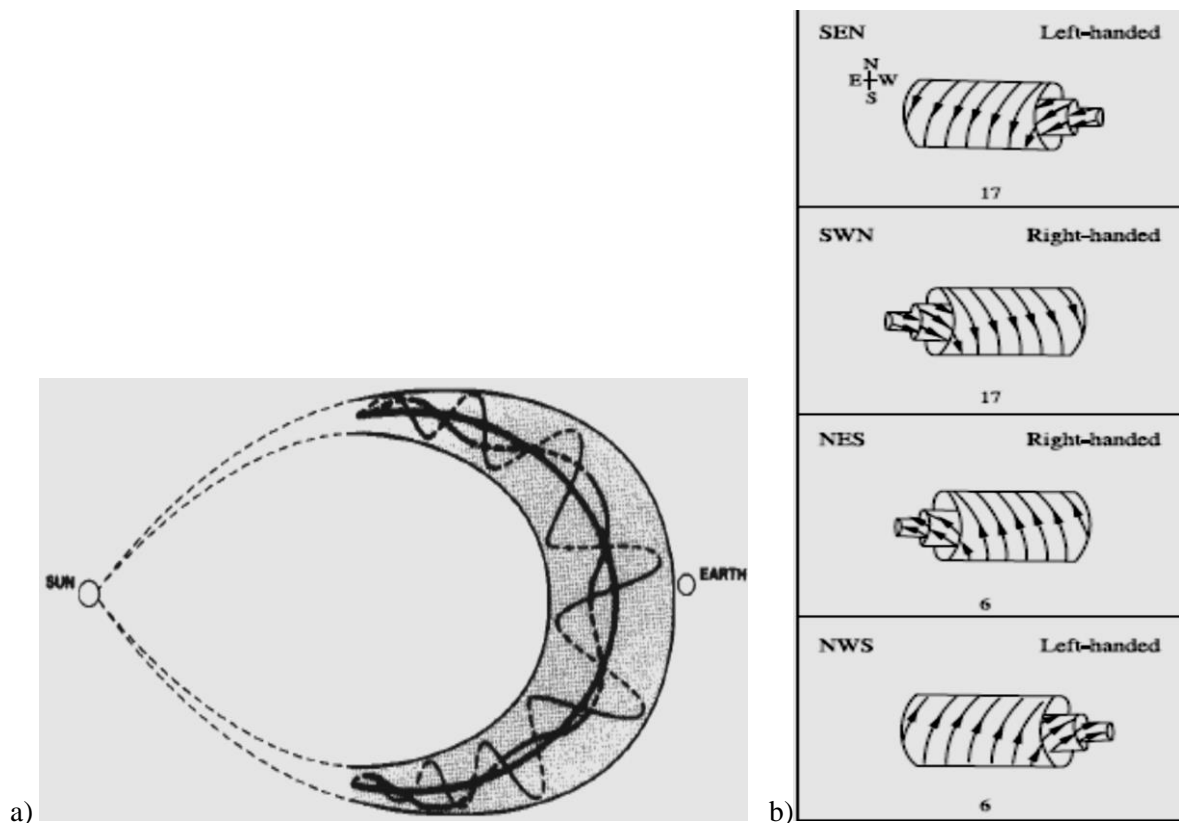 a)
SUN
EARTH
b)
SEN Left-handed
N
E W
S
17
SWN Right-handed
17
NES Right-handed
6
NWS Left-handed
6